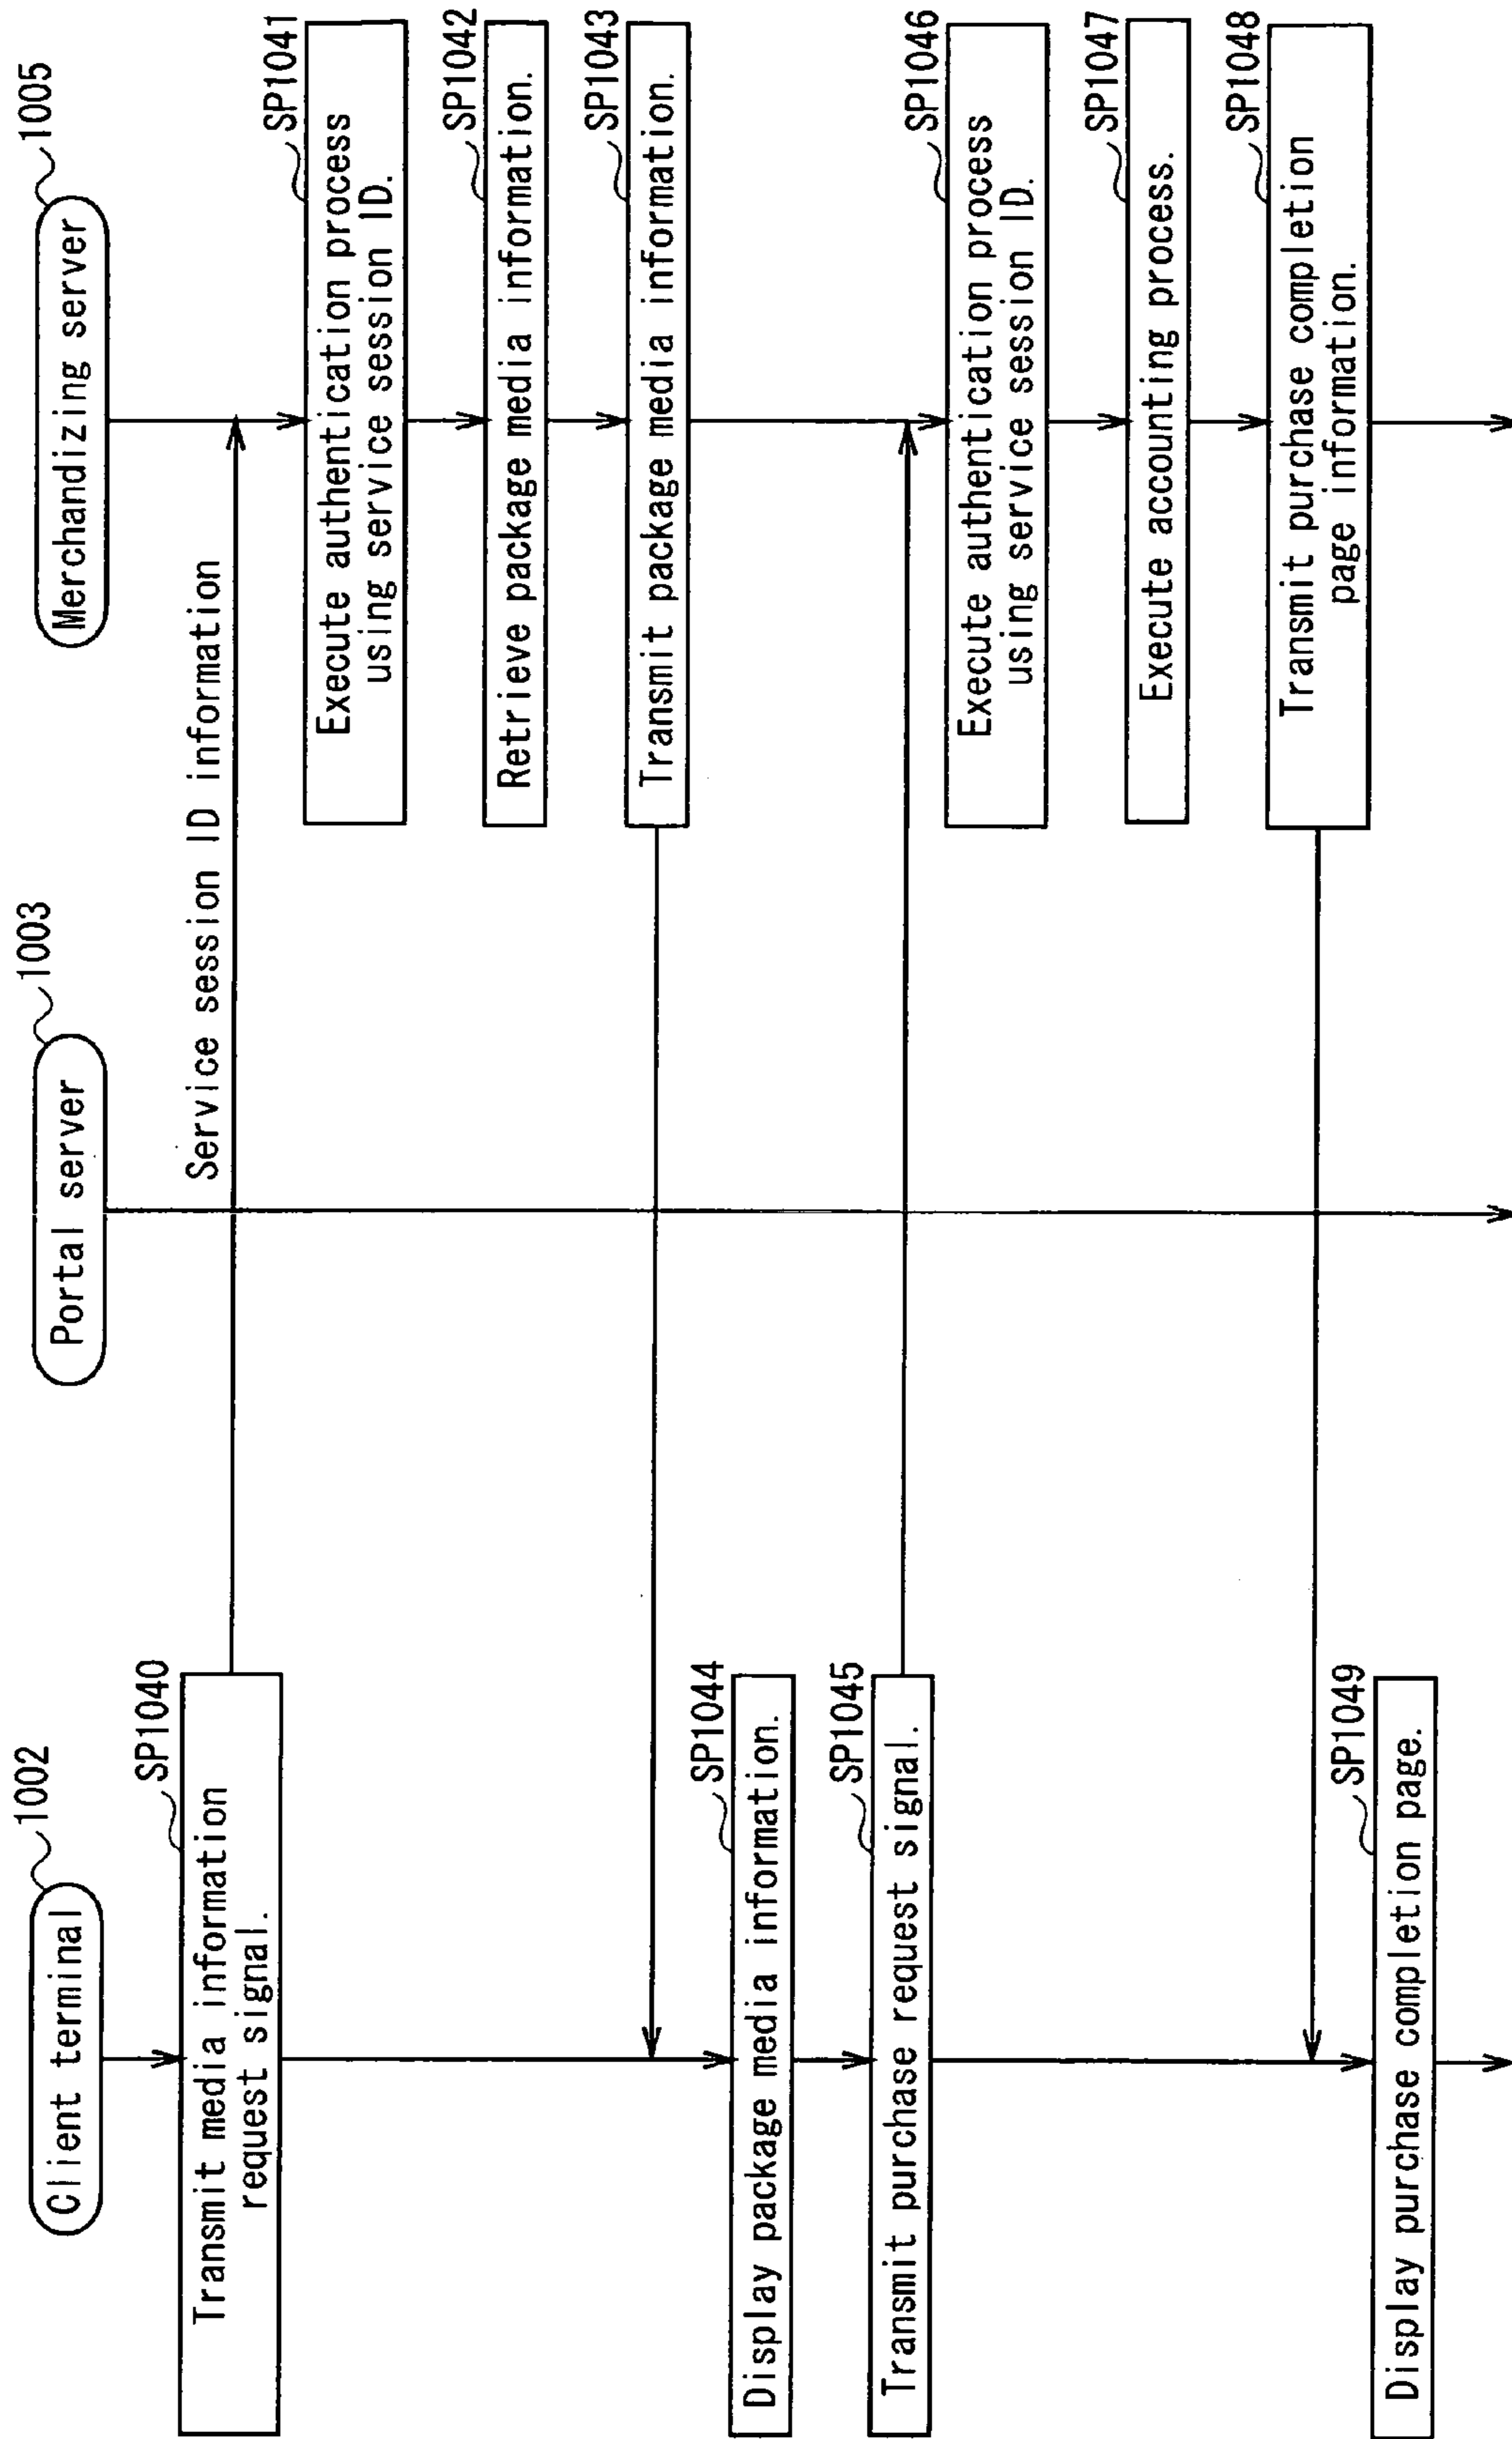 Client terminal
1002
Portal server
1003
Merchandizing server
1005
SP1040
Transmit media information
request signal.
Service session ID information
SP1041
Execute authentication process
using service session ID.
SP1042
Retrieve package media information.
SP1043
Transmit package media information.
SP1044
Display package media information.
SP1045
Transmit purchase request signal.
SP1046
Execute authentication process
using service session ID.
SP1047
Execute accounting process.
SP1048
Transmit purchase completion
page information.
SP1049
Display purchase completion page.